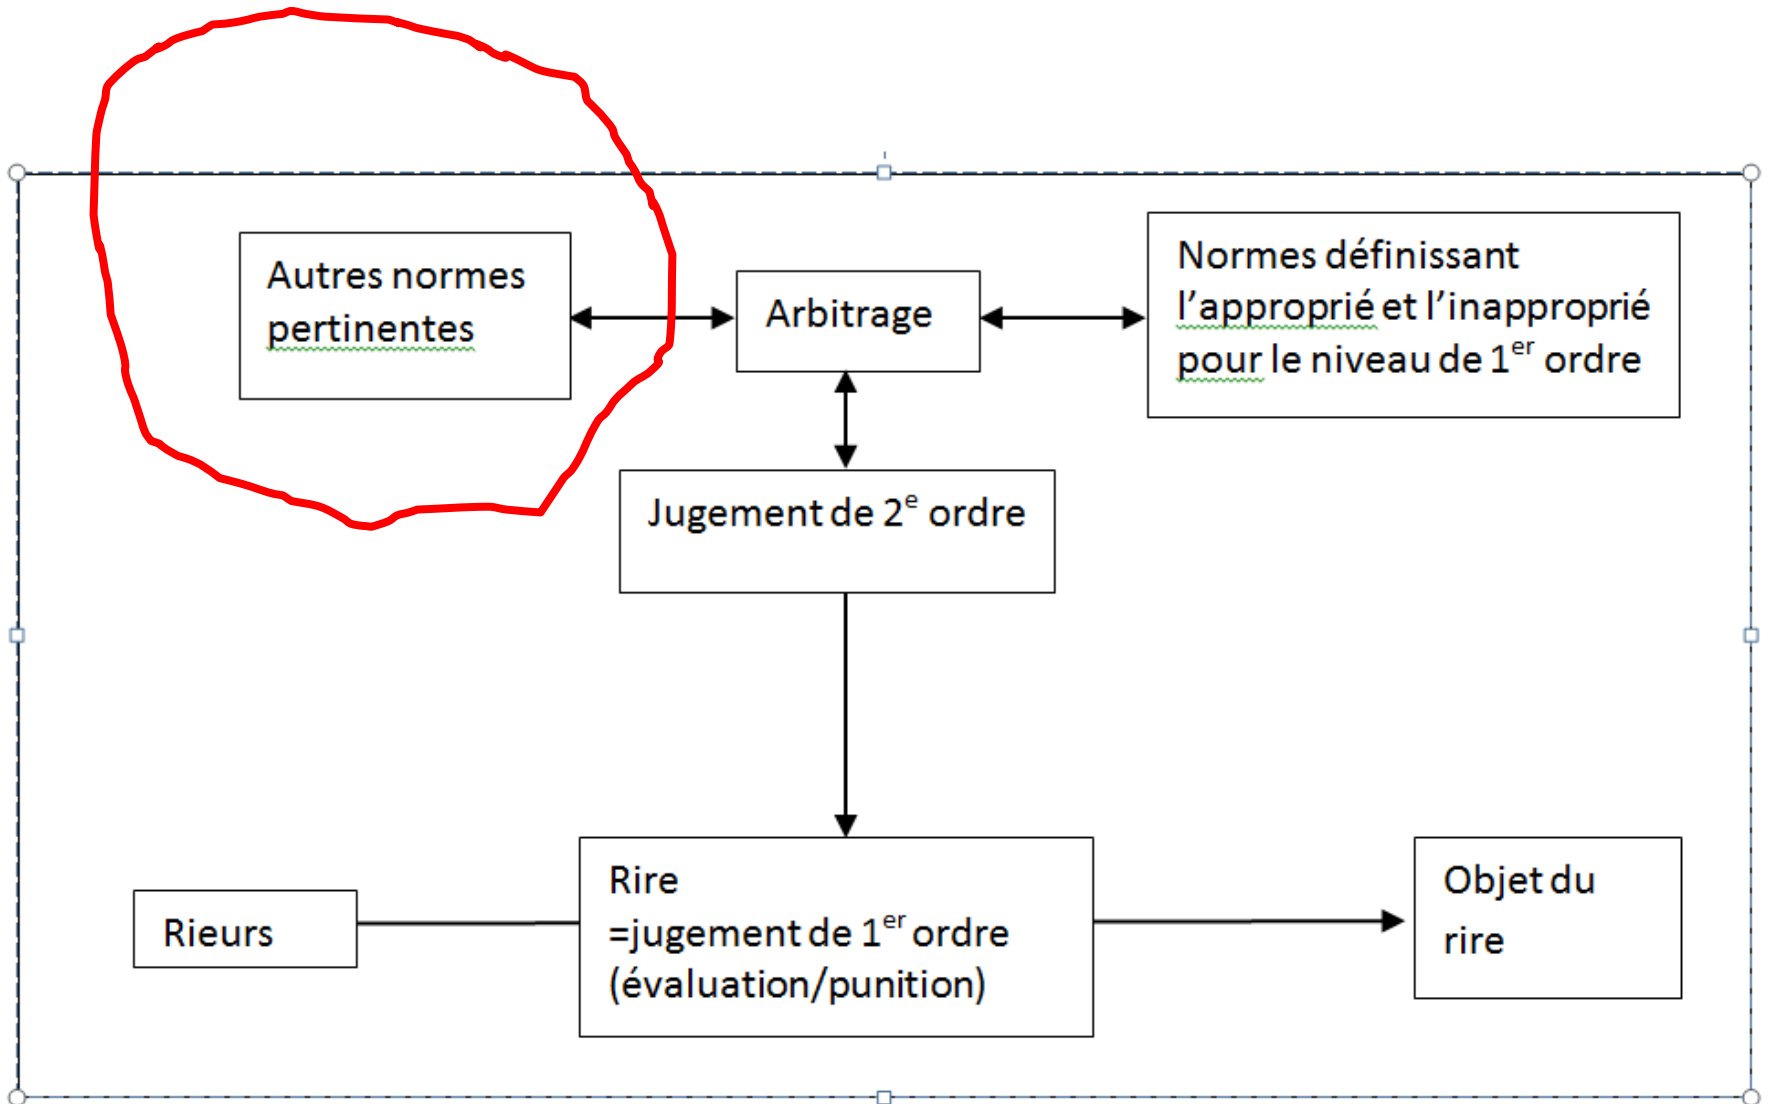 Autres normes
pertinentes
Arbitrage
Normes définissant
l’approprié et l’inapproprié
pour le niveau de 1er ordre
Jugement de 2e ordre
Rieurs
Rire
=jugement de 1er ordre
(évaluation/punition)
Objet du
rire